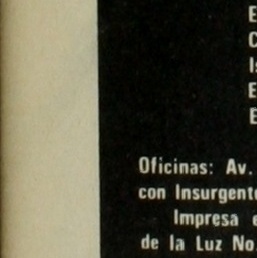 E
C
Is
E
E
Oficinas: Av.
con Insurgente
Impresa e
de la Luz No.